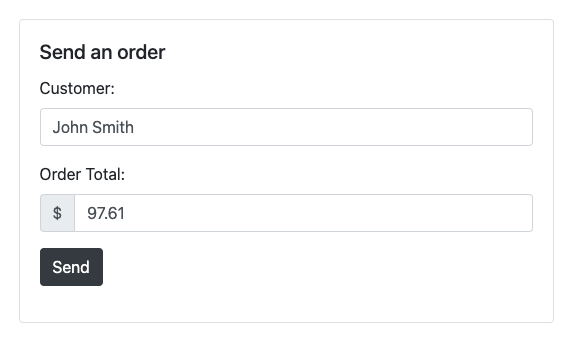 Send an order
Customer:
John Smith
Order Total:
$ 97.61
Send